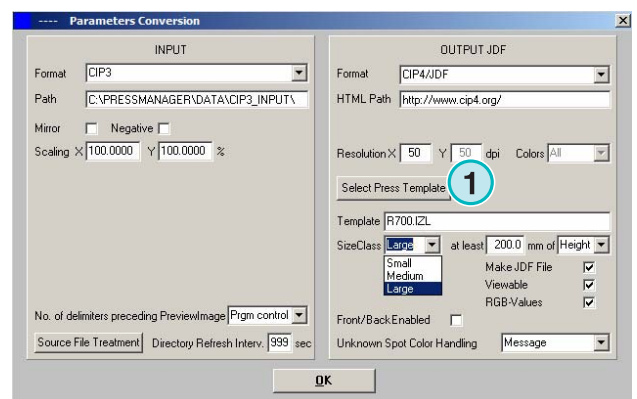 ---- Parameters Conversion
INPUT
Format CIP3
Path C:\PRESSMANAGER\DATA\CIP3_INPUT\
Mirror Negative
Scaling X 100.0000 Y 100.0000 %
No. of delimiters preceding PreviewImage Prgm control
Source File Treatment Directory Refresh Interv. 999 sec
OUTPUT JDF
Format CIP4/JDF
HTML Path http://www.cip4.org/
Resolution X 50 Y 50 dpi Colors All
Select Press Template 1
Template R700.IZL
SizeClass Large at least 200.0 mm of Height
Small
Medium
Large
Make JDF File
Viewable
RGB-Values
Front/Back Enabled
Unknown Spot Color Handling Message
OK